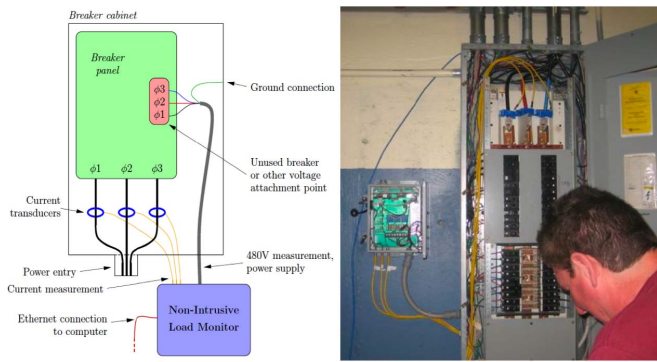 Breaker cabinet
Breaker
panel
Ground connection
ϕ3
ϕ2
ϕ1
Unused breaker
or other voltage
attachment point
ϕ1
ϕ2
ϕ3
Current
transducers
480V measurement,
power supply
Power entry
Current measurement
Non-Intrusive
Load Monitor
Ethernet connection
to computer